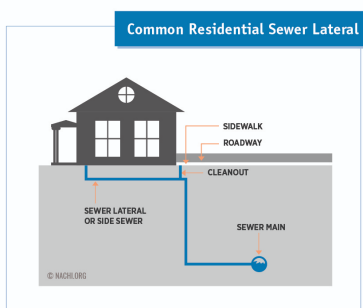 Common Residential Sewer Lateral
SIDEWALK
ROADWAY
CLEANOUT
SEWER LATERAL
OR SIDE SEWER
SEWER MAIN
© NACHI.ORG